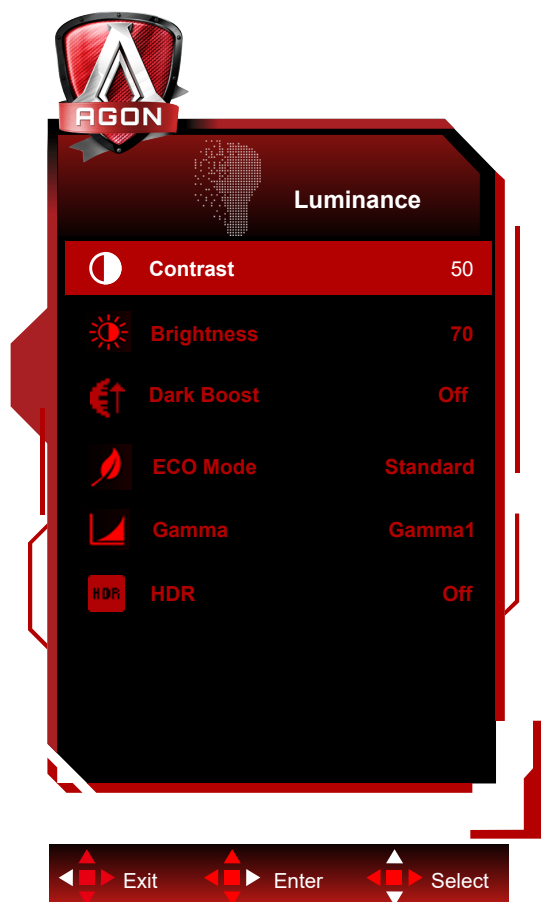 AGON
Luminance
Contrast 50
Brightness 70
Dark Boost Off
ECO Mode Standard
Gamma Gamma1
HDR HDR Off
Exit Enter Select